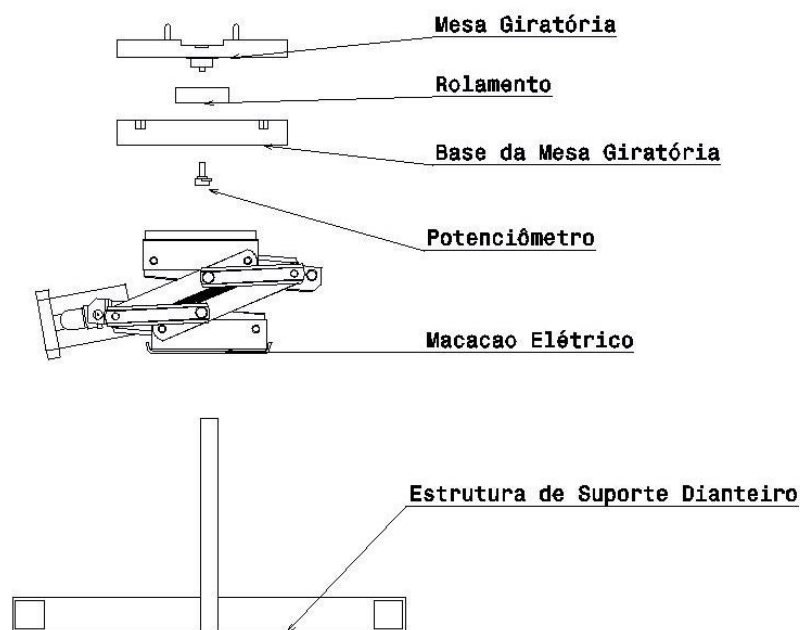 Mesa Giratória
Rolamento
Base da Mesa Giratória
Potenciômetro
Macacao Elétrico
Estrutura de Suporte Dianteiro